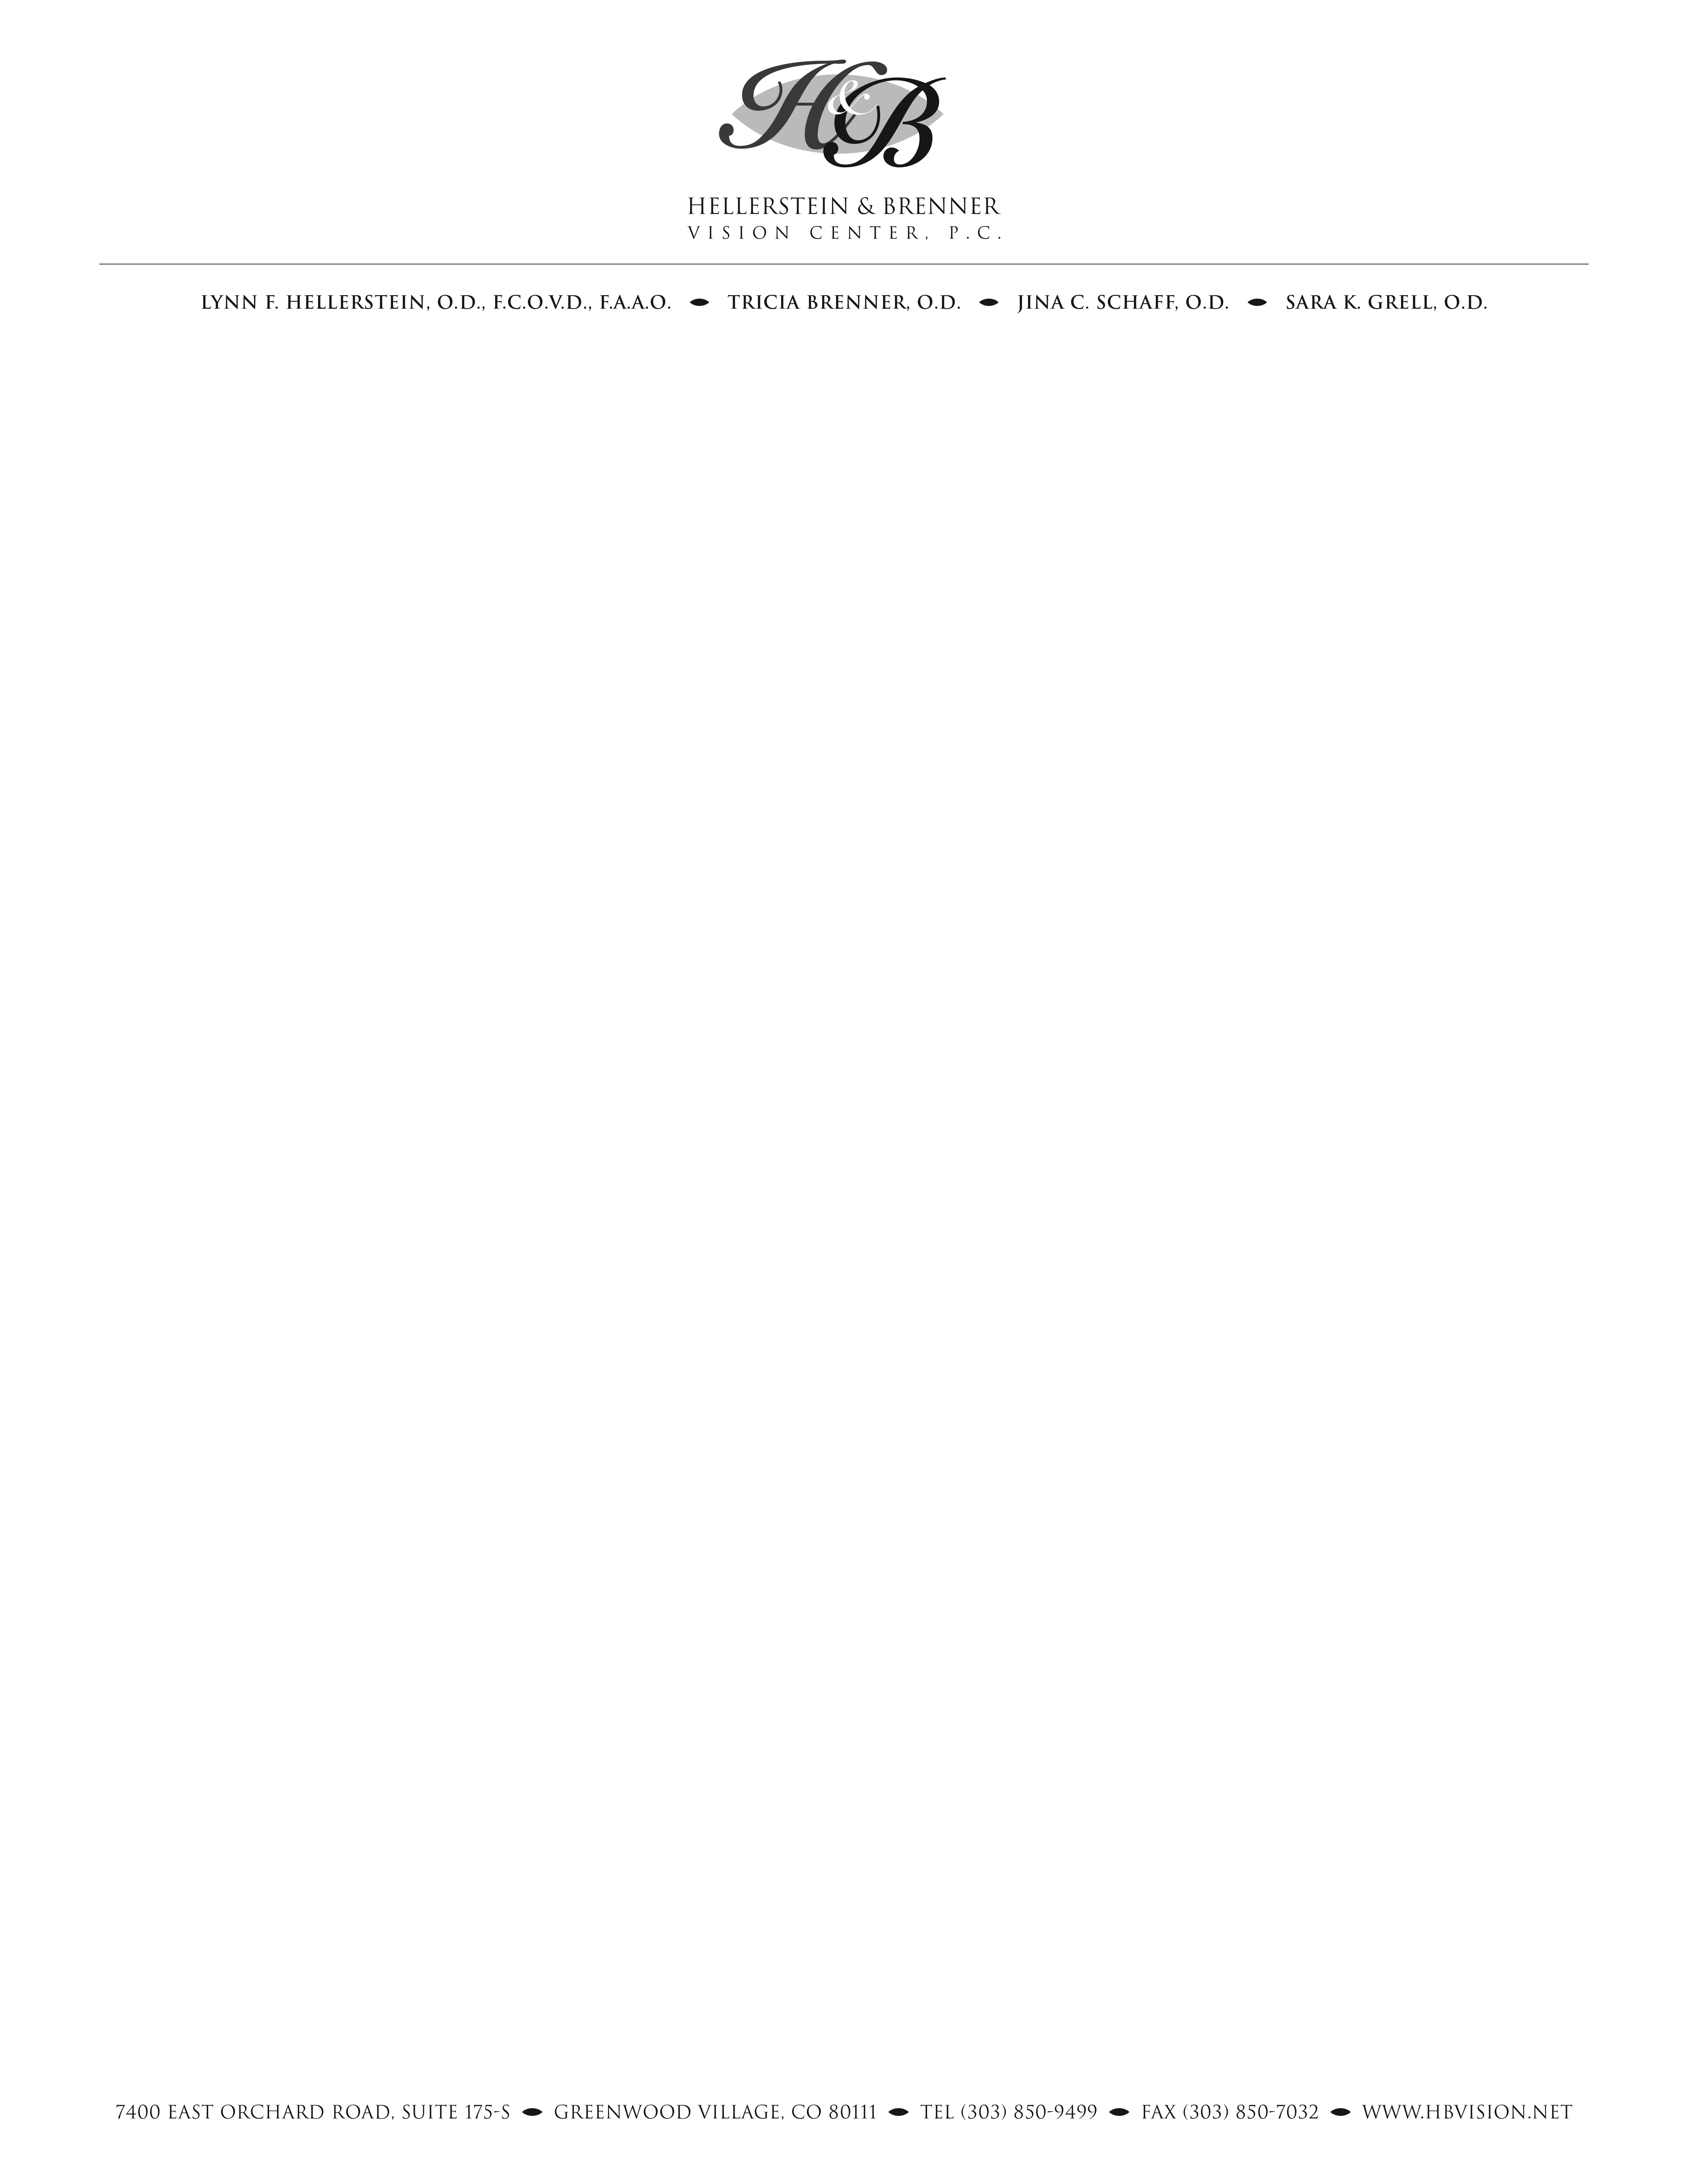 H&B
HELLERSTEIN & BRENNER
VISION CENTER, P.C.
LYNN F. HELLERSTEIN, O.D., F.C.O.V.D., F.A.A.O. TRICIA BRENNER, O.D. JINA C. SCHAFF, O.D. SARA K. GRELL, O.D.
7400 EAST ORCHARD ROAD, SUITE 175-S GREENWOOD VILLAGE, CO 80111 TEL (303) 850-9499 FAX (303) 850-7032 WWW.HBVISION.NET